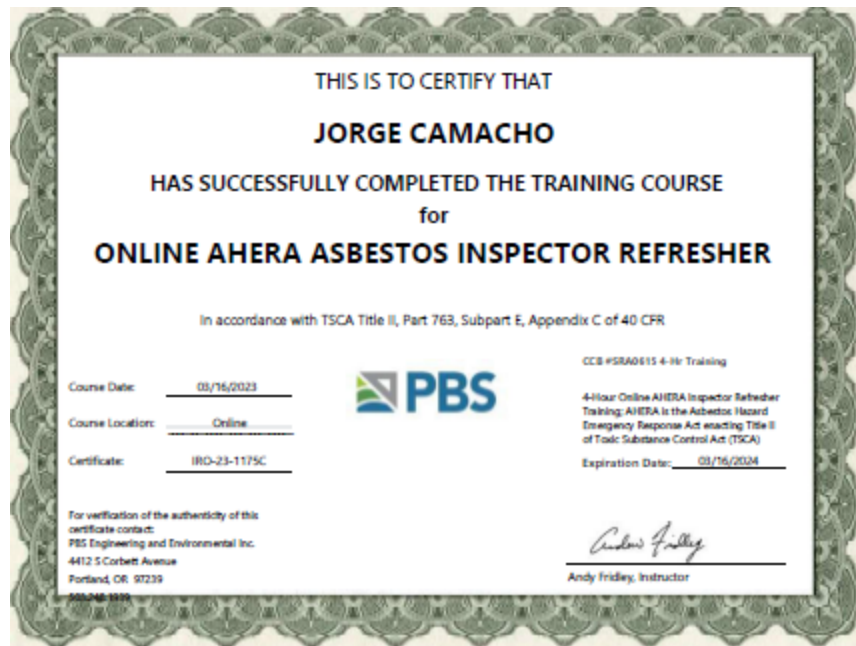 THIS IS TO CERTIFY THAT
JORGE CAMACHO
HAS SUCCESSFULLY COMPLETED THE TRAINING COURSE
for
ONLINE AHERA ASBESTOS INSPECTOR REFRESHER
In accordance with TSCA Title II, Part 763, Subpart E, Appendix C of 40 CFR
Course Date: 03/16/2023
Course Location: Online
Certificate: IRO-23-1175C
PBS
CCB #SRA0615 4-Hr Training
4-Hour Online AHERA Inspector Refresher
Training; AHERA is the Asbestos Hazard
Emergency Response Act enacting Title II
of Toxic Substance Control Act (TSCA)
Expiration Date: 03/16/2024
For verification of the authenticity of this
certificate contact:
PBS Engineering and Environmental Inc.
4412 S Corbett Avenue
Portland, OR 97239
503.248.1939
Andrew Fridley
Andy Fridley, Instructor